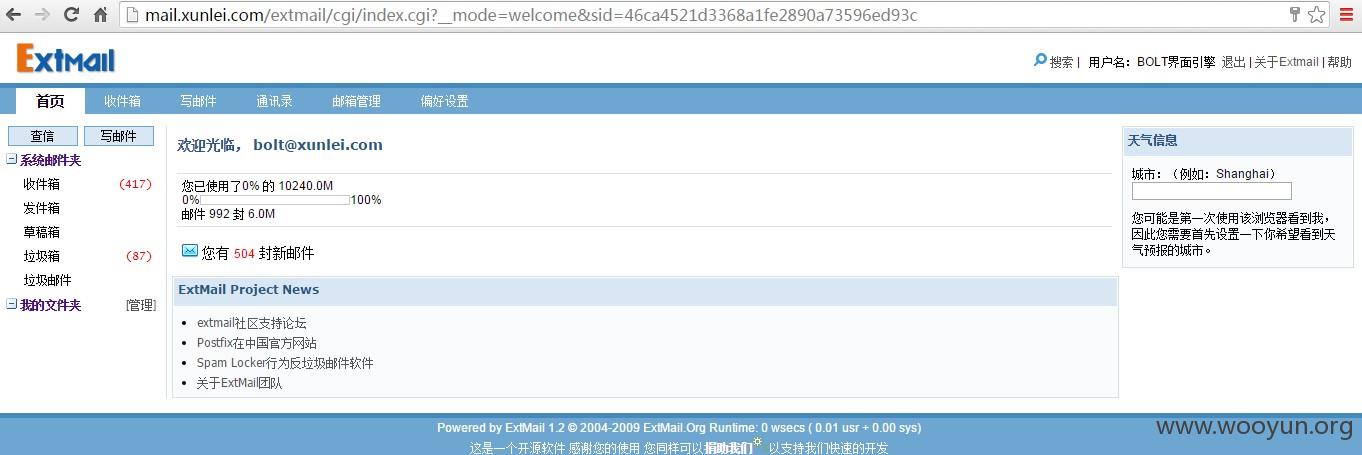 mail.xunlei.com/extmail/cgi/index.cgi?__mode=welcome&sid=46ca4521d3368a1fe2890a73596ed93c
ExtMail
搜索 | 用户名：BOLT界面引擎 退出 | 关于Extmail | 帮助
首页 收件箱 写邮件 通讯录 邮箱管理 偏好设置
查信 写邮件
系统邮件夹
收件箱 (417)
发件箱
草稿箱
垃圾箱 (87)
垃圾邮件
我的文件夹 [管理]
欢迎光临， bolt@xunlei.com
您已使用了0% 的 10240.0M
0% 100%
邮件 992 封 6.0M
您有 504 封新邮件
ExtMail Project News
extmail社区支持论坛
Postfix在中国官方网站
Spam Locker行为反垃圾邮件软件
关于ExtMail团队
天气信息
城市：（例如：Shanghai）
您可能是第一次使用该浏览器看到我，
因此您需要首先设置一下你希望看到天
气预报的城市。
Powered by ExtMail 1.2 © 2004-2009 ExtMail.Org Runtime: 0 wsecs ( 0.01 usr + 0.00 sys)
这是一个开源软件 感谢您的使用 您同样可以捐助我们 以支持我们快速的开发
www.wooyun.org